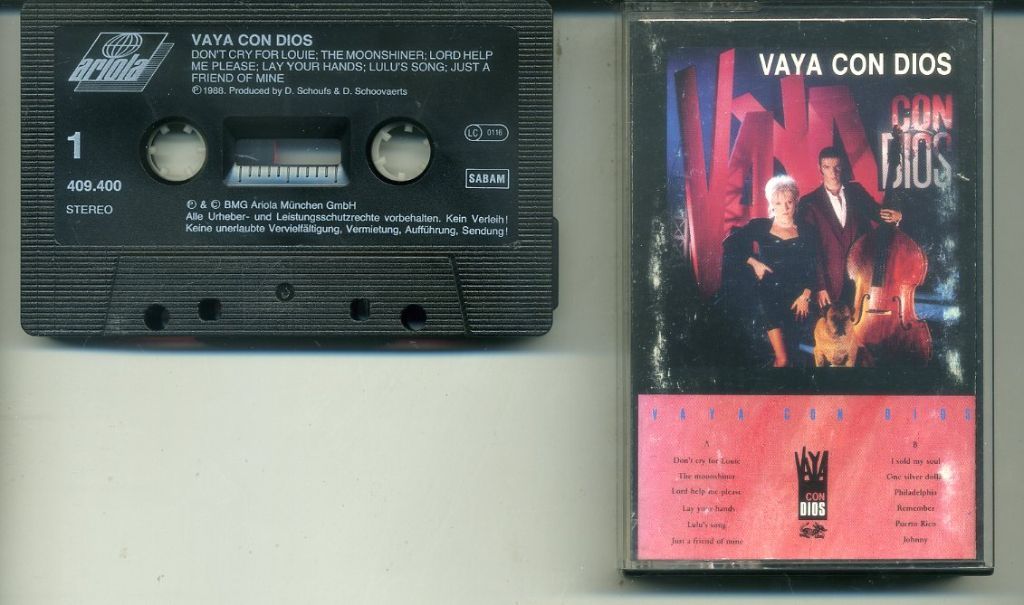 ariola
VAYA CON DIOS
DON'T CRY FOR LOUIE; THE MOONSHINER; LORD HELP
ME PLEASE; LAY YOUR HANDS; LULU'S SONG; JUST A
FRIEND OF MINE
℗1988. Produced by D. Schoufs & D. Schoovaerts
1
409.400
STEREO
LC 0116
SABAM
℗ & © BMG Ariola München GmbH
Alle Urheber- und Leistungsschutzrechte vorbehalten. Kein Verleih!
Keine unerlaubte Vervielfältigung, Vermietung, Aufführung, Sendung!
VAYA CON DIOS
VAYA
CON
DIOS
VAYA CON DIOS
A
Don't cry for Louie
The moonshiner
Lord help me please
Lay your hands
Lulu's song
Just a friend of mine
VAYA
CON
DIOS
B
I sold my soul
One silver dollar
Philadelphia
Remember
Puerto Rico
Johnny